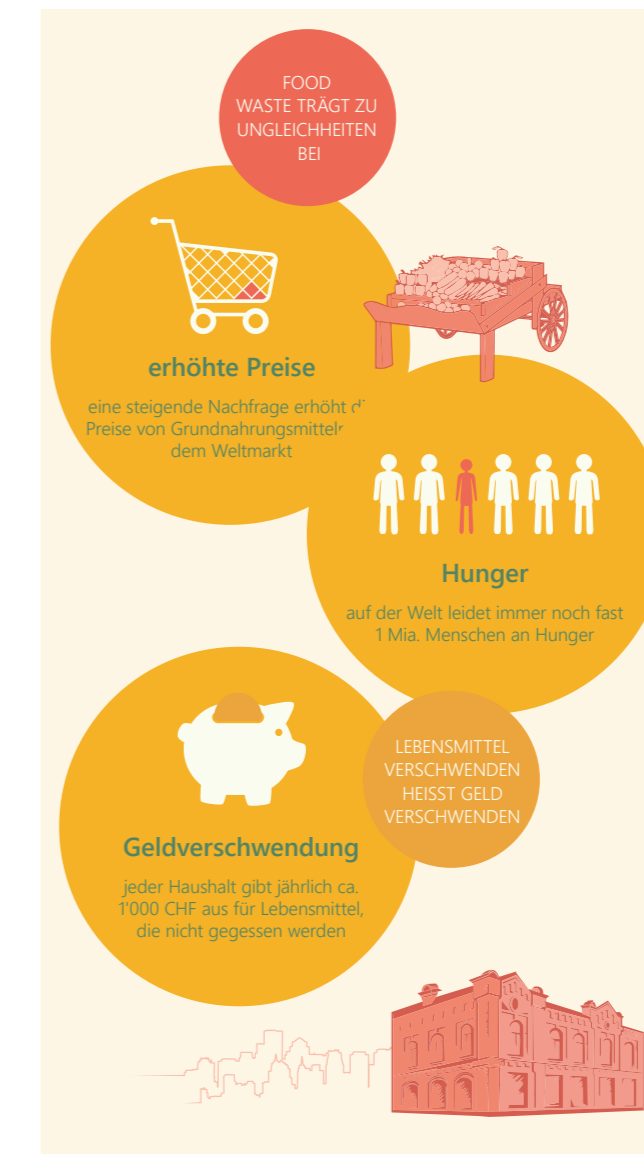 FOOD
WASTE TRÄGT ZU
UNGLEICHHEITEN
BEI
erhöhte Preise
eine steigende Nachfrage erhöht
Preise von
dem Weltmarkt
Hunger
auf der Welt leidet immer noch fast
1 Mia. Menschen an Hunger
LEBENSMITTEL
VERSCHWENDEN
HEISST GELD
VERSCHWENDEN
Geldverschwendung
jeder Haushalt gibt jährlich ca.
1'000 CHF aus für Lebensmittel,
die nicht gegessen werden